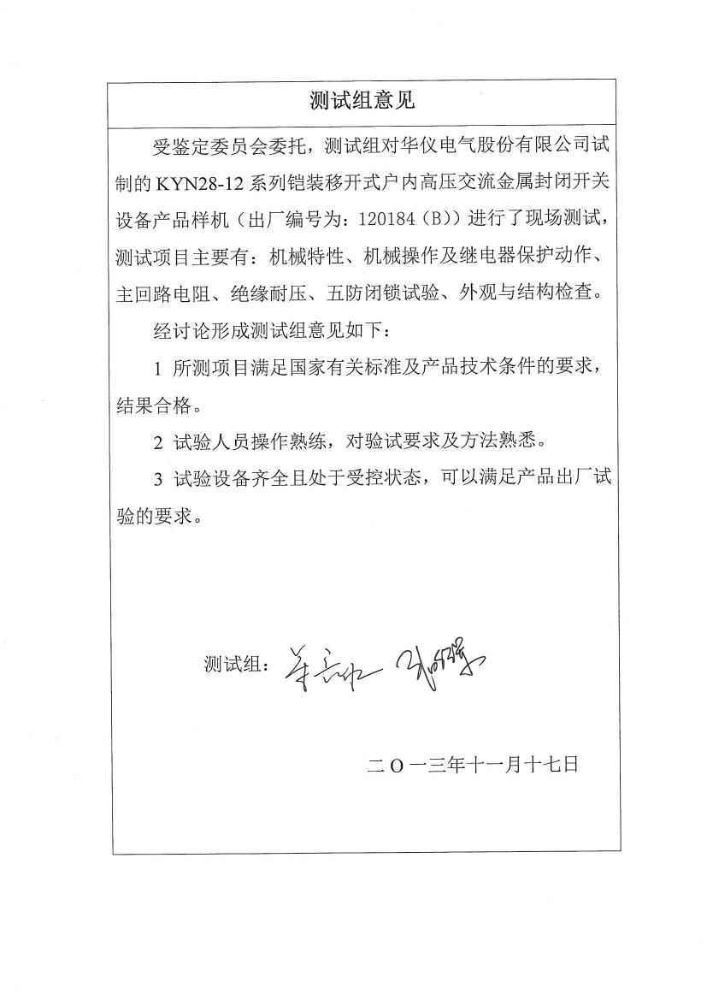 测试组意见
受鉴定委员会委托，测试组对华仪电气股份有限公司试
制的 KYN28-12 系列铠装移开式户内高压交流金属封闭开关
设备产品样机（出厂编号为：120184（B））进行了现场测试，
测试项目主要有：机械特性、机械操作及继电器保护动作、
主回路电阻、绝缘耐压、五防闭锁试验、外观与结构检查。
经讨论形成测试组意见如下：
1 所测项目满足国家有关标准及产品技术条件的要求，
结果合格。
2 试验人员操作熟练，对验试要求及方法熟悉。
3 试验设备齐全且处于受控状态，可以满足产品出厂试
验的要求。
测试组：
二 O 一三年十一月十七日